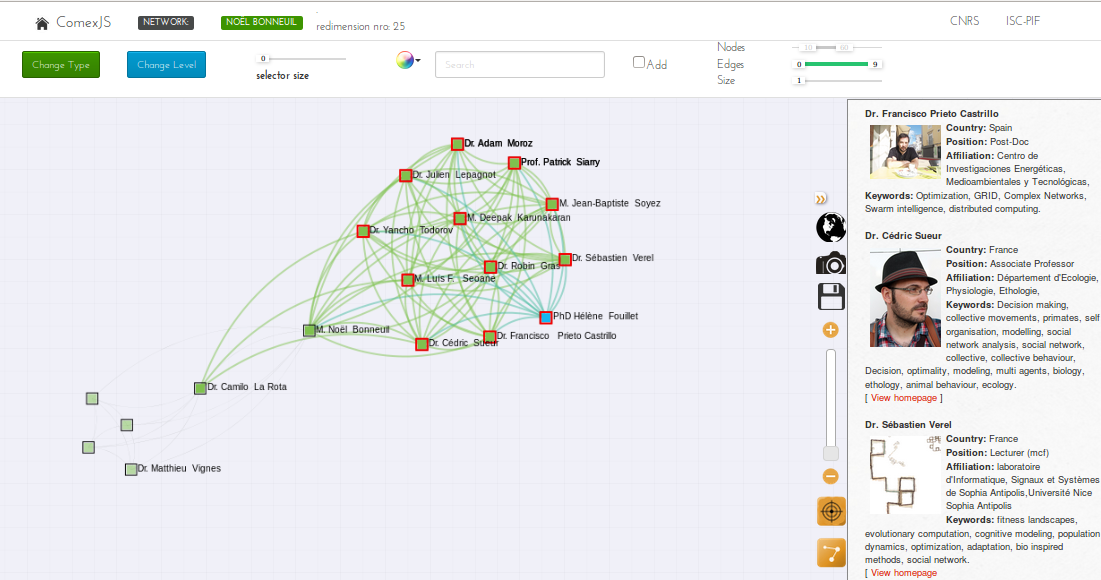 ComexJS NETWORK: NOËL BONNEUIL redimension nro: 25 CNRS ISC-PIF
Change Type Change Level 0 selector size Search Add
Nodes 10 60
Edges 0 9
Size 1
Dr. Adam Moroz
Prof. Patrick Siarry
Dr. Julien Lepagnot
M. Jean-Baptiste Soyez
M. Deepak Karunakaran
Dr. Yancho Todorov
Dr. Sébastien Verel
Dr. Robin Gras
M. Luis F. Seoane
PhD Hélène Fouillet
M. Noël Bonneuil
Dr. Francisco Prieto Castrillo
Dr. Cédric Sueur
Dr. Camilo La Rota
Dr. Matthieu Vignes
Dr. Francisco Prieto Castrillo
Country: Spain
Position: Post-Doc
Affiliation: Centro de
Investigaciones Energéticas,
Medioambientales y Tecnológicas,
Keywords: Optimization, GRID, Complex Networks,
Swarm intelligence, distributed computing.
Dr. Cédric Sueur
Country: France
Position: Associate Professor
Affiliation: Département d'Ecologie,
Physiologie, Ethologie,
Keywords: Decision making,
collective movements, primates, self
organisation, modelling, social
network analysis, social network,
collective, collective behaviour,
Decision, optimality, modeling, multi agents, biology,
ethology, animal behaviour, ecology.
[ View homepage ]
Dr. Sébastien Verel
Country: France
Position: Lecturer (mcf)
Affiliation: laboratoire
d'Informatique, Signaux et Systèmes
de Sophia Antipolis,Université Nice
Sophia Antipolis
Keywords: fitness landscapes,
evolutionary computation, cognitive modeling, population
dynamics, optimization, adaptation, bio inspired
methods, social network.
[ View homepage